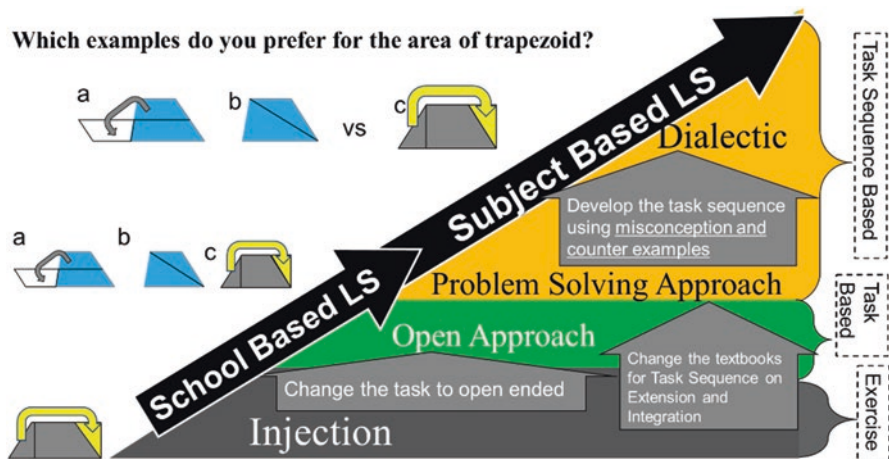 Which examples do you prefer for the area of trapezoid?
a
b
vs
c
a
b
c
School Based LS
Subject Based LS
Dialectic
Develop the task sequence
using misconception and
counter examples
Problem Solving Approach
Open Approach
Change the task to open ended
Change the textbooks
for Task Sequence on
Extension and
Integration
Injection
Task Sequence Based
Task
Based
Exercise